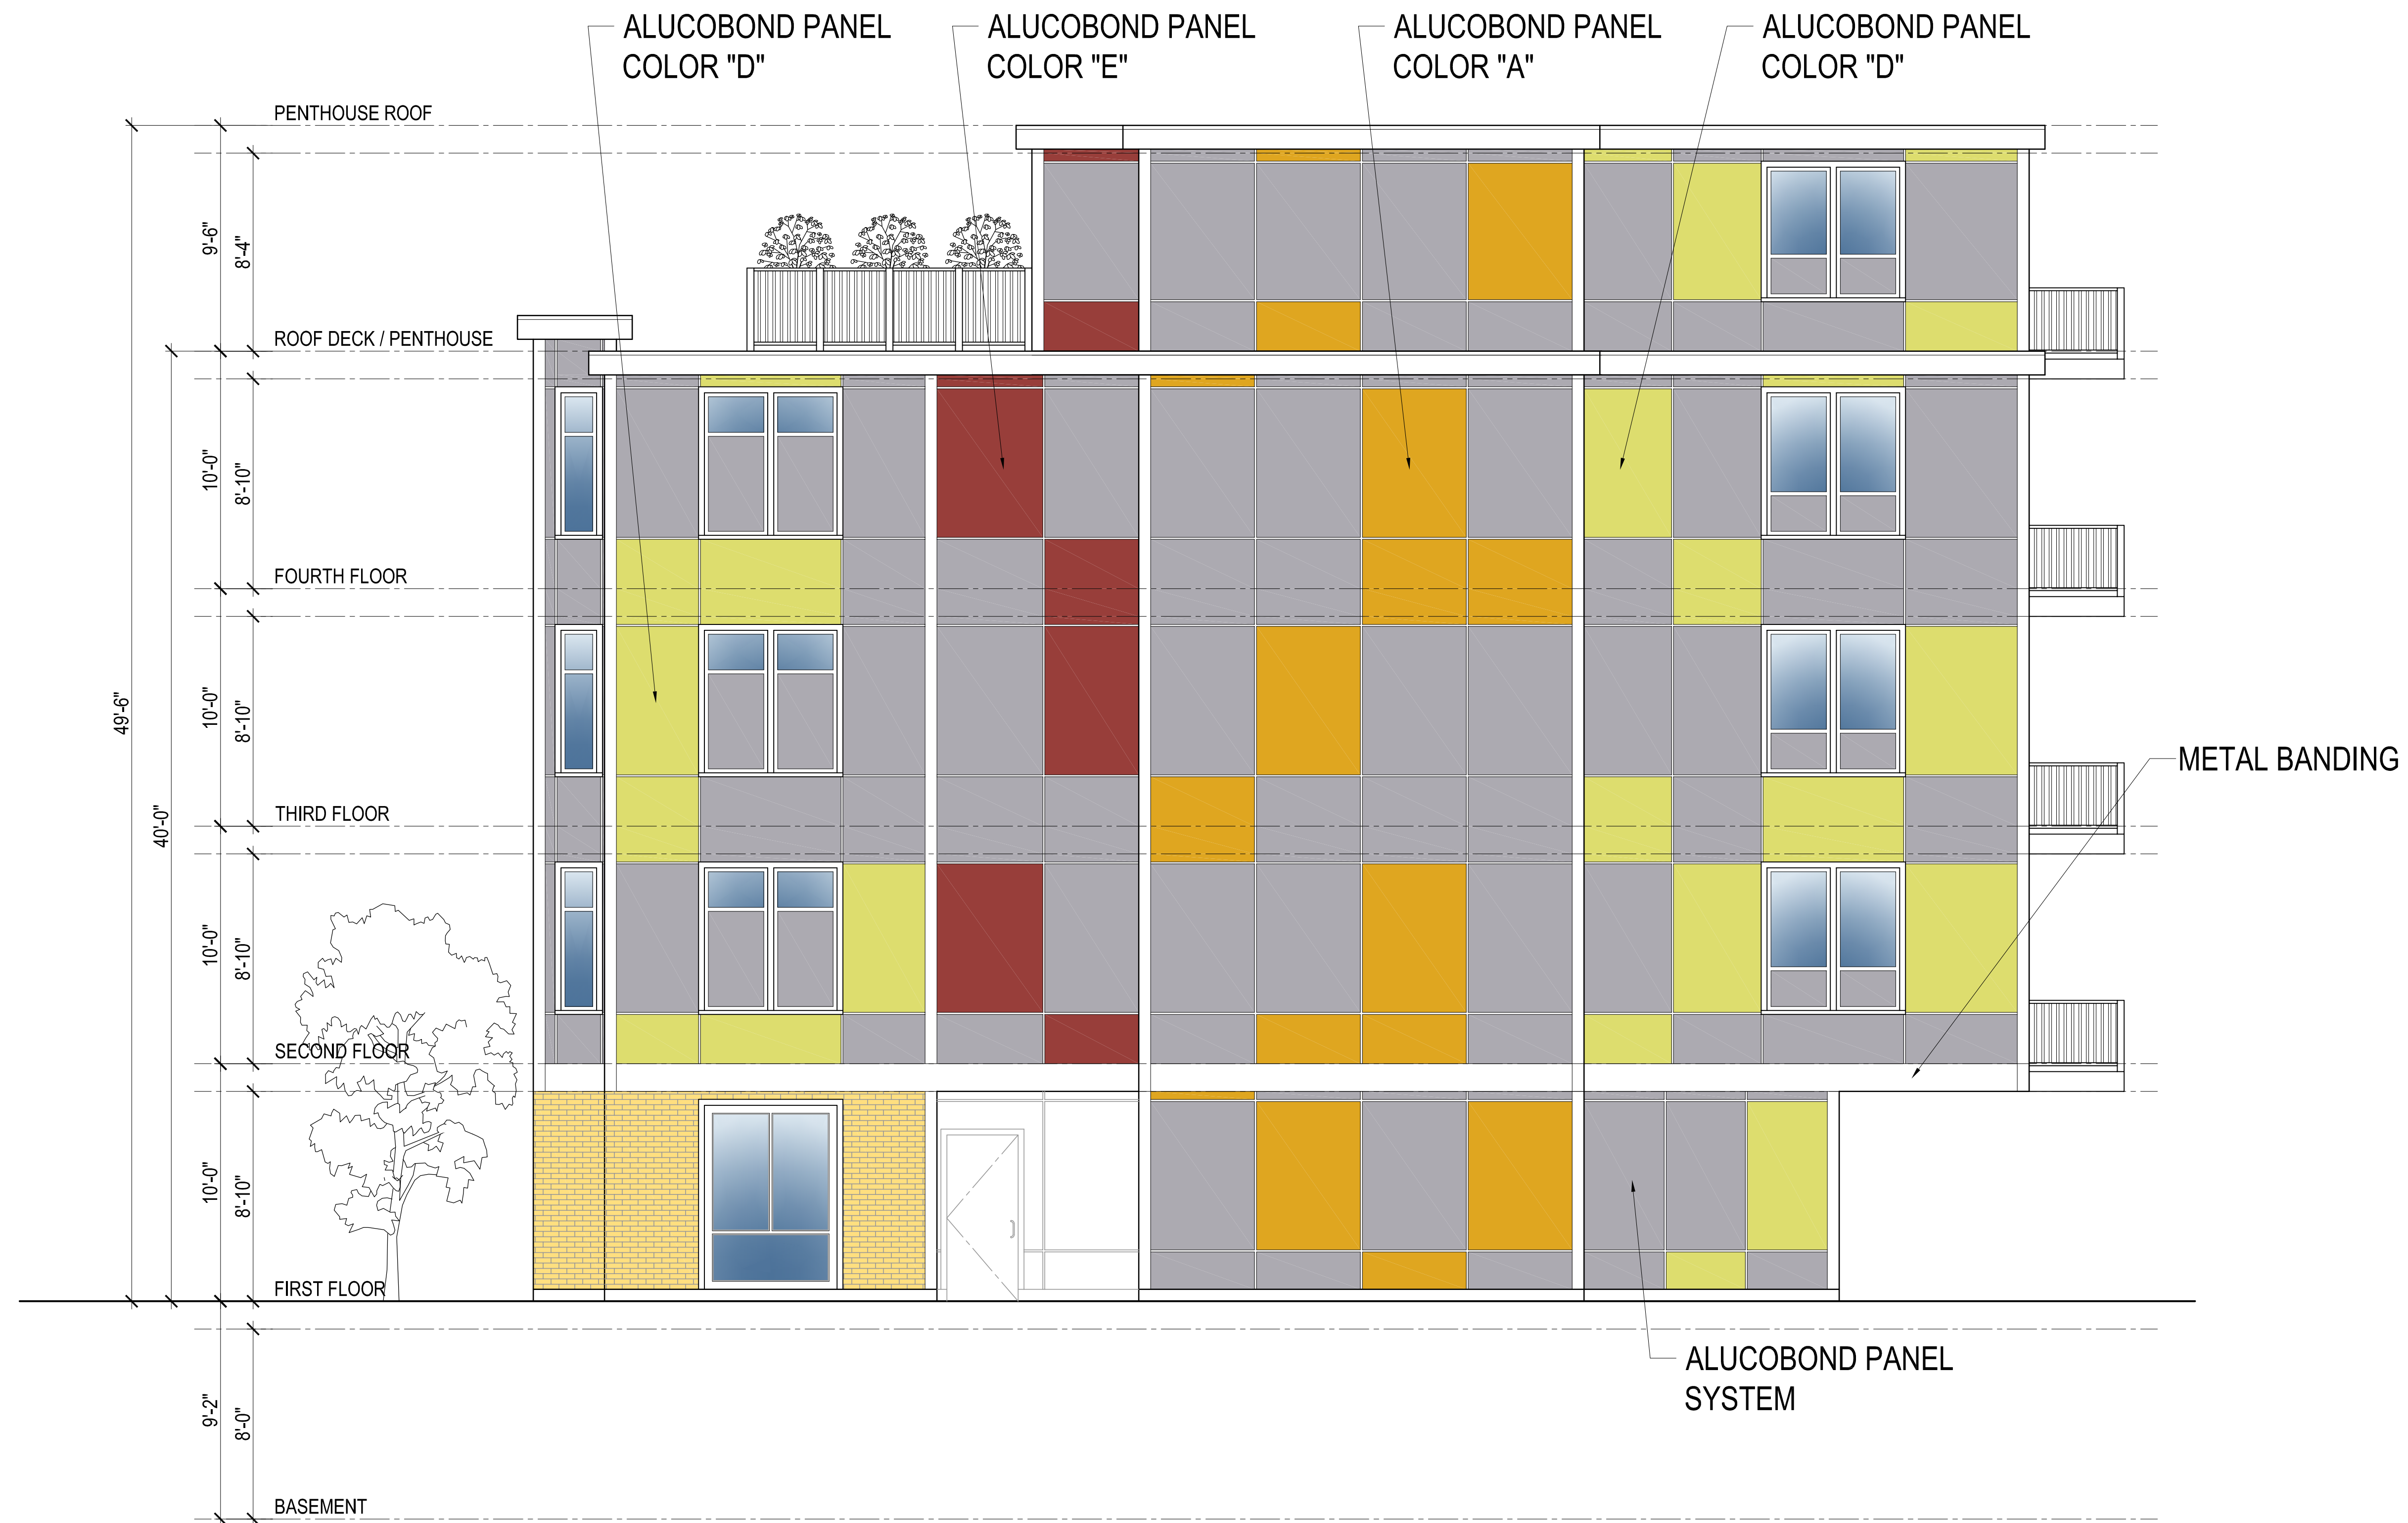 ALUCOBOND PANEL
COLOR "D"
ALUCOBOND PANEL
COLOR "E"
ALUCOBOND PANEL
COLOR "A"
ALUCOBOND PANEL
COLOR "D"
PENTHOUSE ROOF
9'-6"
8'-4"
ROOF DECK / PENTHOUSE
10'-0"
8'-10"
FOURTH FLOOR
49'-6"
10'-0"
8'-10"
METAL BANDING
40'-0"
THIRD FLOOR
10'-0"
8'-10"
SECOND FLOOR
10'-0"
8'-10"
FIRST FLOOR
ALUCOBOND PANEL
SYSTEM
9'-2"
8'-0"
BASEMENT